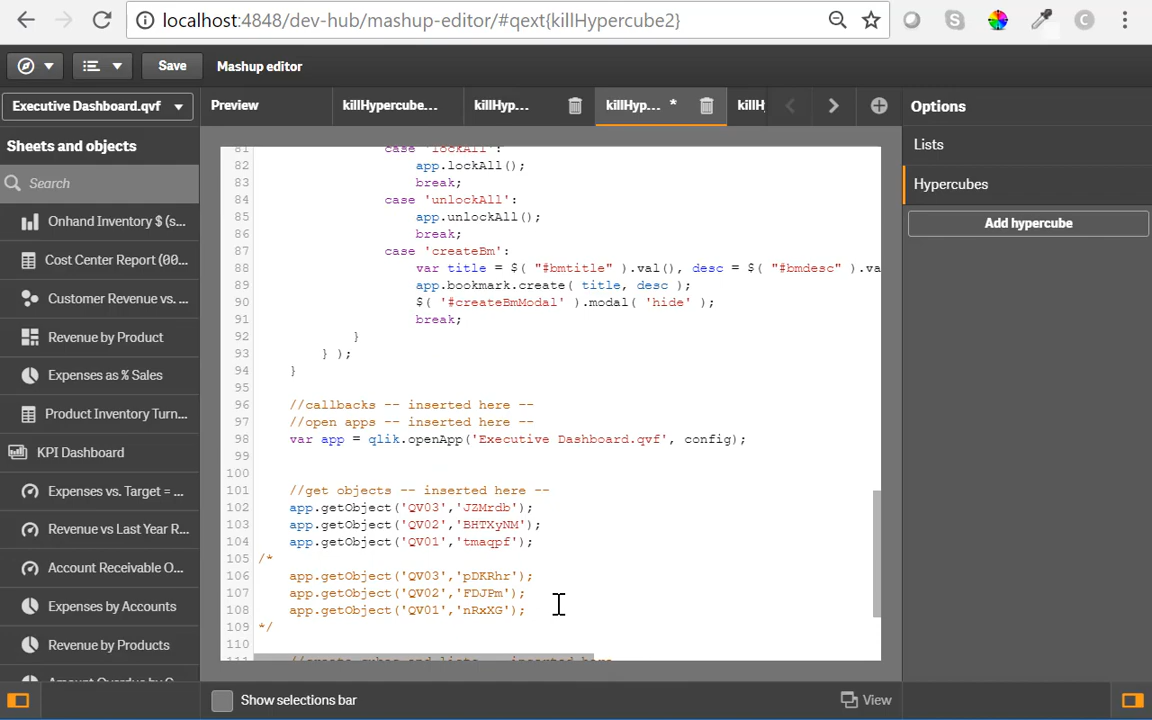 localhost:4848/dev-hub/mashup-editor/#qext{killHypercube2}
Save
Mashup editor
Executive Dashboard.qvf
Preview
killHypercube...
killHyp...
killHyp... *
killH
Options
Sheets and objects
Search
Onhand Inventory $ (s...
Cost Center Report (00...
Customer Revenue vs. ...
Revenue by Product
Expenses as % Sales
Product Inventory Turn...
KPI Dashboard
Expenses vs. Target = ...
Revenue vs Last Year R...
Account Receivable O...
Expenses by Accounts
Revenue by Products
81 case 'lockAll':
82 app.lockAll();
83 break;
84 case 'unlockAll':
85 app.unlockAll();
86 break;
87 case 'createBm':
88 var title = $( "#bmtitle" ).val(), desc = $( "#bmdesc" ).va
89 app.bookmark.create( title, desc );
90 $( '#createBmModal' ).modal( 'hide' );
91 break;
92 }
93 } );
94 }
95
96 //callbacks -- inserted here --
97 //open apps -- inserted here --
98 var app = qlik.openApp('Executive Dashboard.qvf', config);
99
100
101 //get objects -- inserted here --
102 app.getObject('QV03','JZMrdb');
103 app.getObject('QV02','BHTXyNM');
104 app.getObject('QV01','tmaqpf');
105 /*
106 app.getObject('QV03','pDKRhr');
107 app.getObject('QV02','FDJPm');
108 app.getObject('QV01','nRxXG');
109 */
110
Lists
Hypercubes
Add hypercube
Show selections bar
View